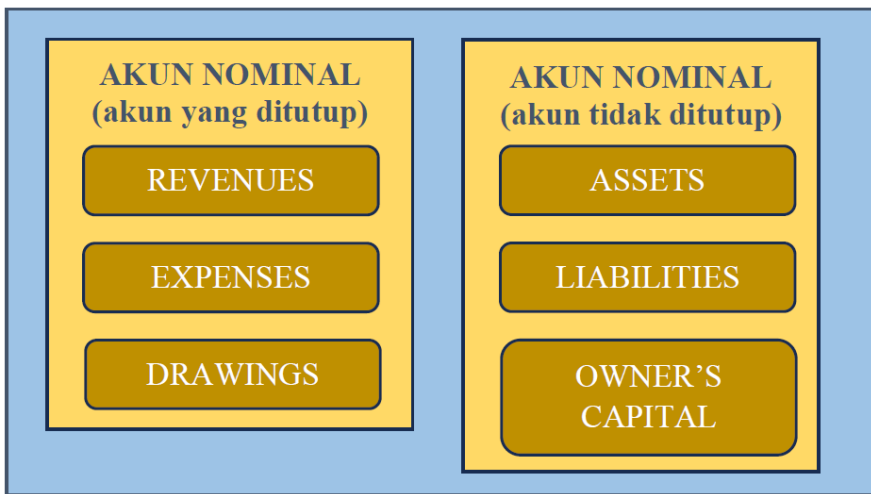 AKUN NOMINAL
(akun yang ditutup)
REVENUES
EXPENSES
DRAWINGS
AKUN NOMINAL
(akun tidak ditutup)
ASSETS
LIABILITIES
OWNER’S
CAPITAL